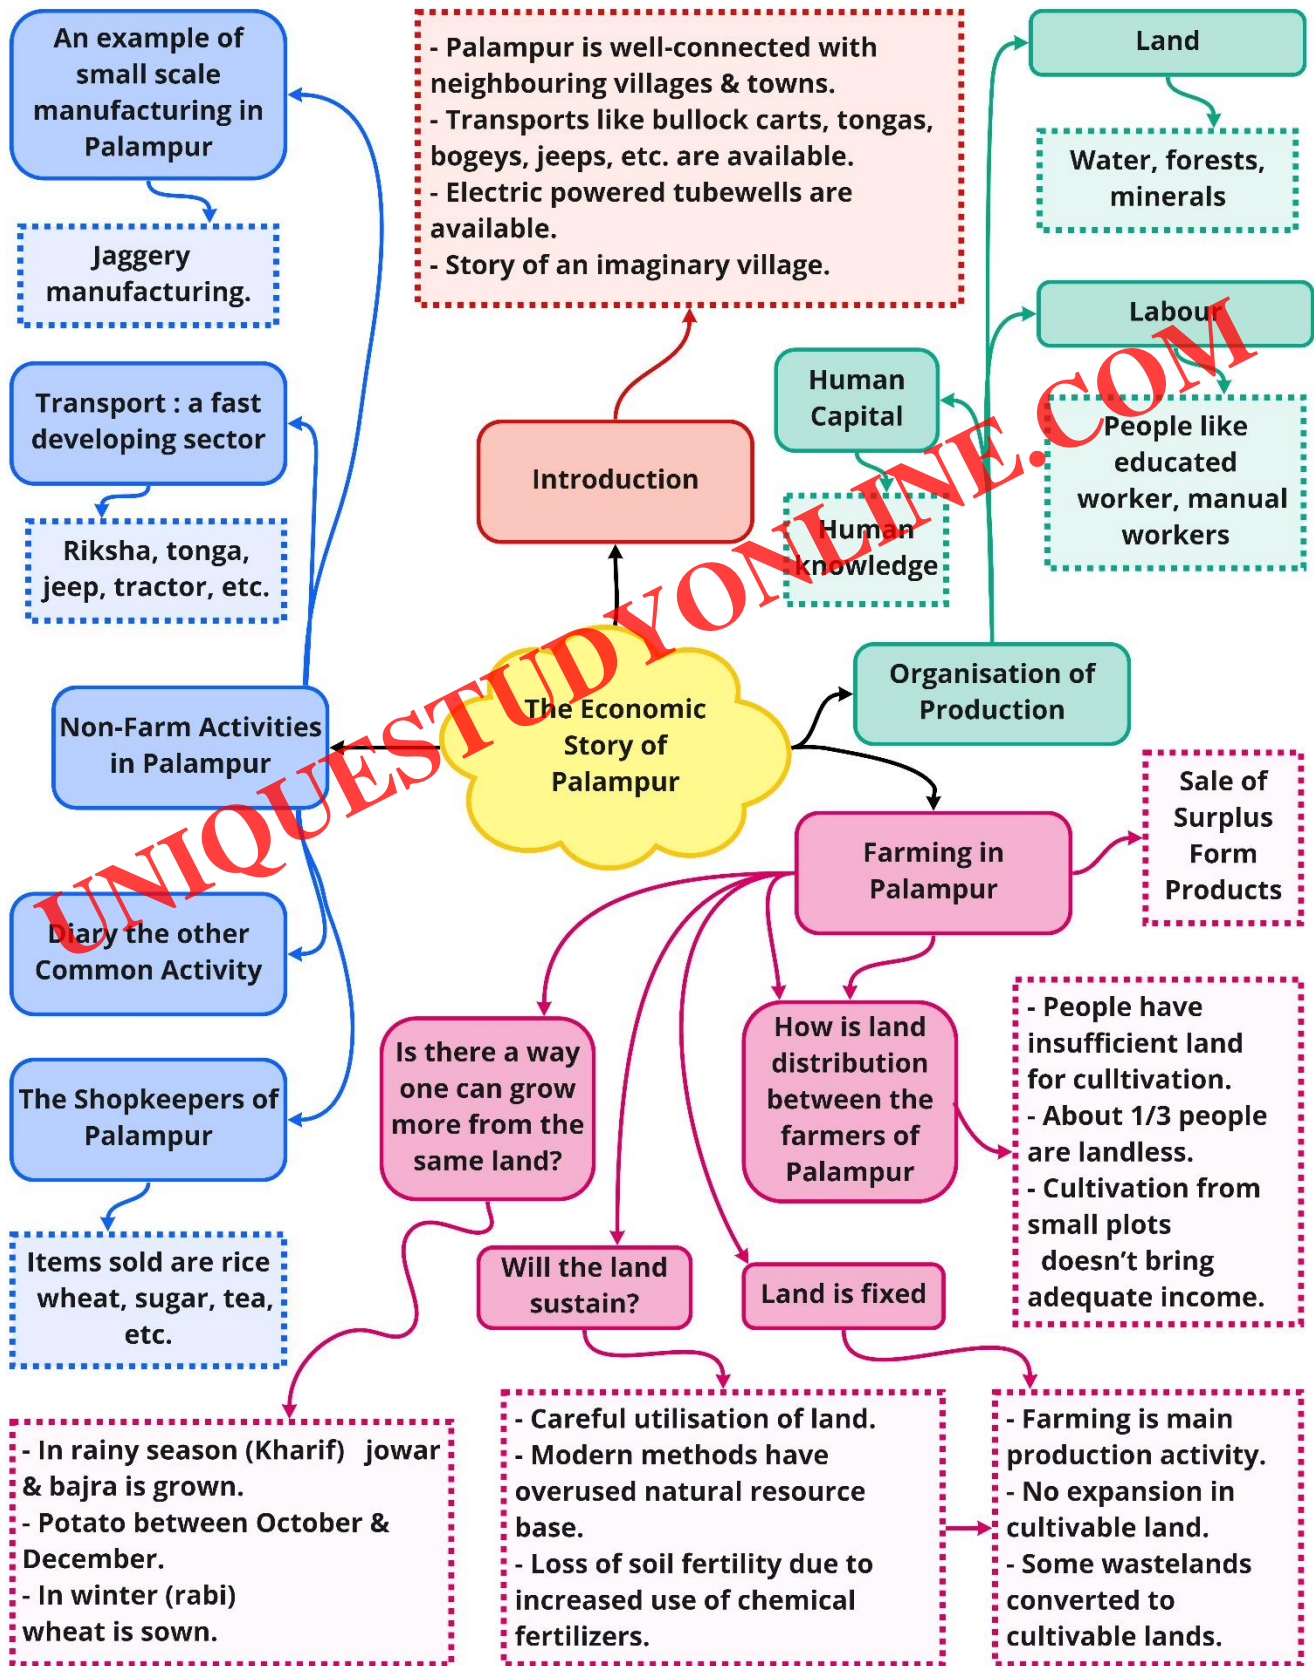 An example of
small scale
manufacturing in
Palampur
Jaggery
manufacturing.
Transport : a fast
developing sector
Riksha, tonga,
jeep, tractor, etc.
Non-Farm Activities
in Palampur
Diary the other
Common Activity
The Shopkeepers of
Palampur
Items sold are rice
wheat, sugar, tea,
etc.
- Palampur is well-connected with
neighbouring villages & towns.
- Transports like bullock carts, tongas,
bogeys, jeeps, etc. are available.
- Electric powered tubewells are
available.
- Story of an imaginary village.
Introduction
The Economic
Story of
Palampur
Land
Water, forests,
minerals
Labour
People like
educated
worker, manual
workers
Human
Capital
Human
knowledge
Organisation of
Production
Farming in
Palampur
Sale of
Surplus
Form
Products
How is land
distribution
between the
farmers of
Palampur
- People have
insufficient land
for culltivation.
- About 1/3 people
are landless.
- Cultivation from
small plots
doesn't bring
adequate income.
Is there a way
one can grow
more from the
same land?
Will the land
sustain?
Land is fixed
- In rainy season (Kharif) jowar
& bajra is grown.
- Potato between October &
December.
- In winter (rabi)
wheat is sown.
- Careful utilisation of land.
- Modern methods have
overused natural resource
base.
- Loss of soil fertility due to
increased use of chemical
fertilizers.
- Farming is main
production activity.
- No expansion in
cultivable land.
- Some wastelands
converted to
cultivable lands.
UNIQUESTUDYONLINE.COM